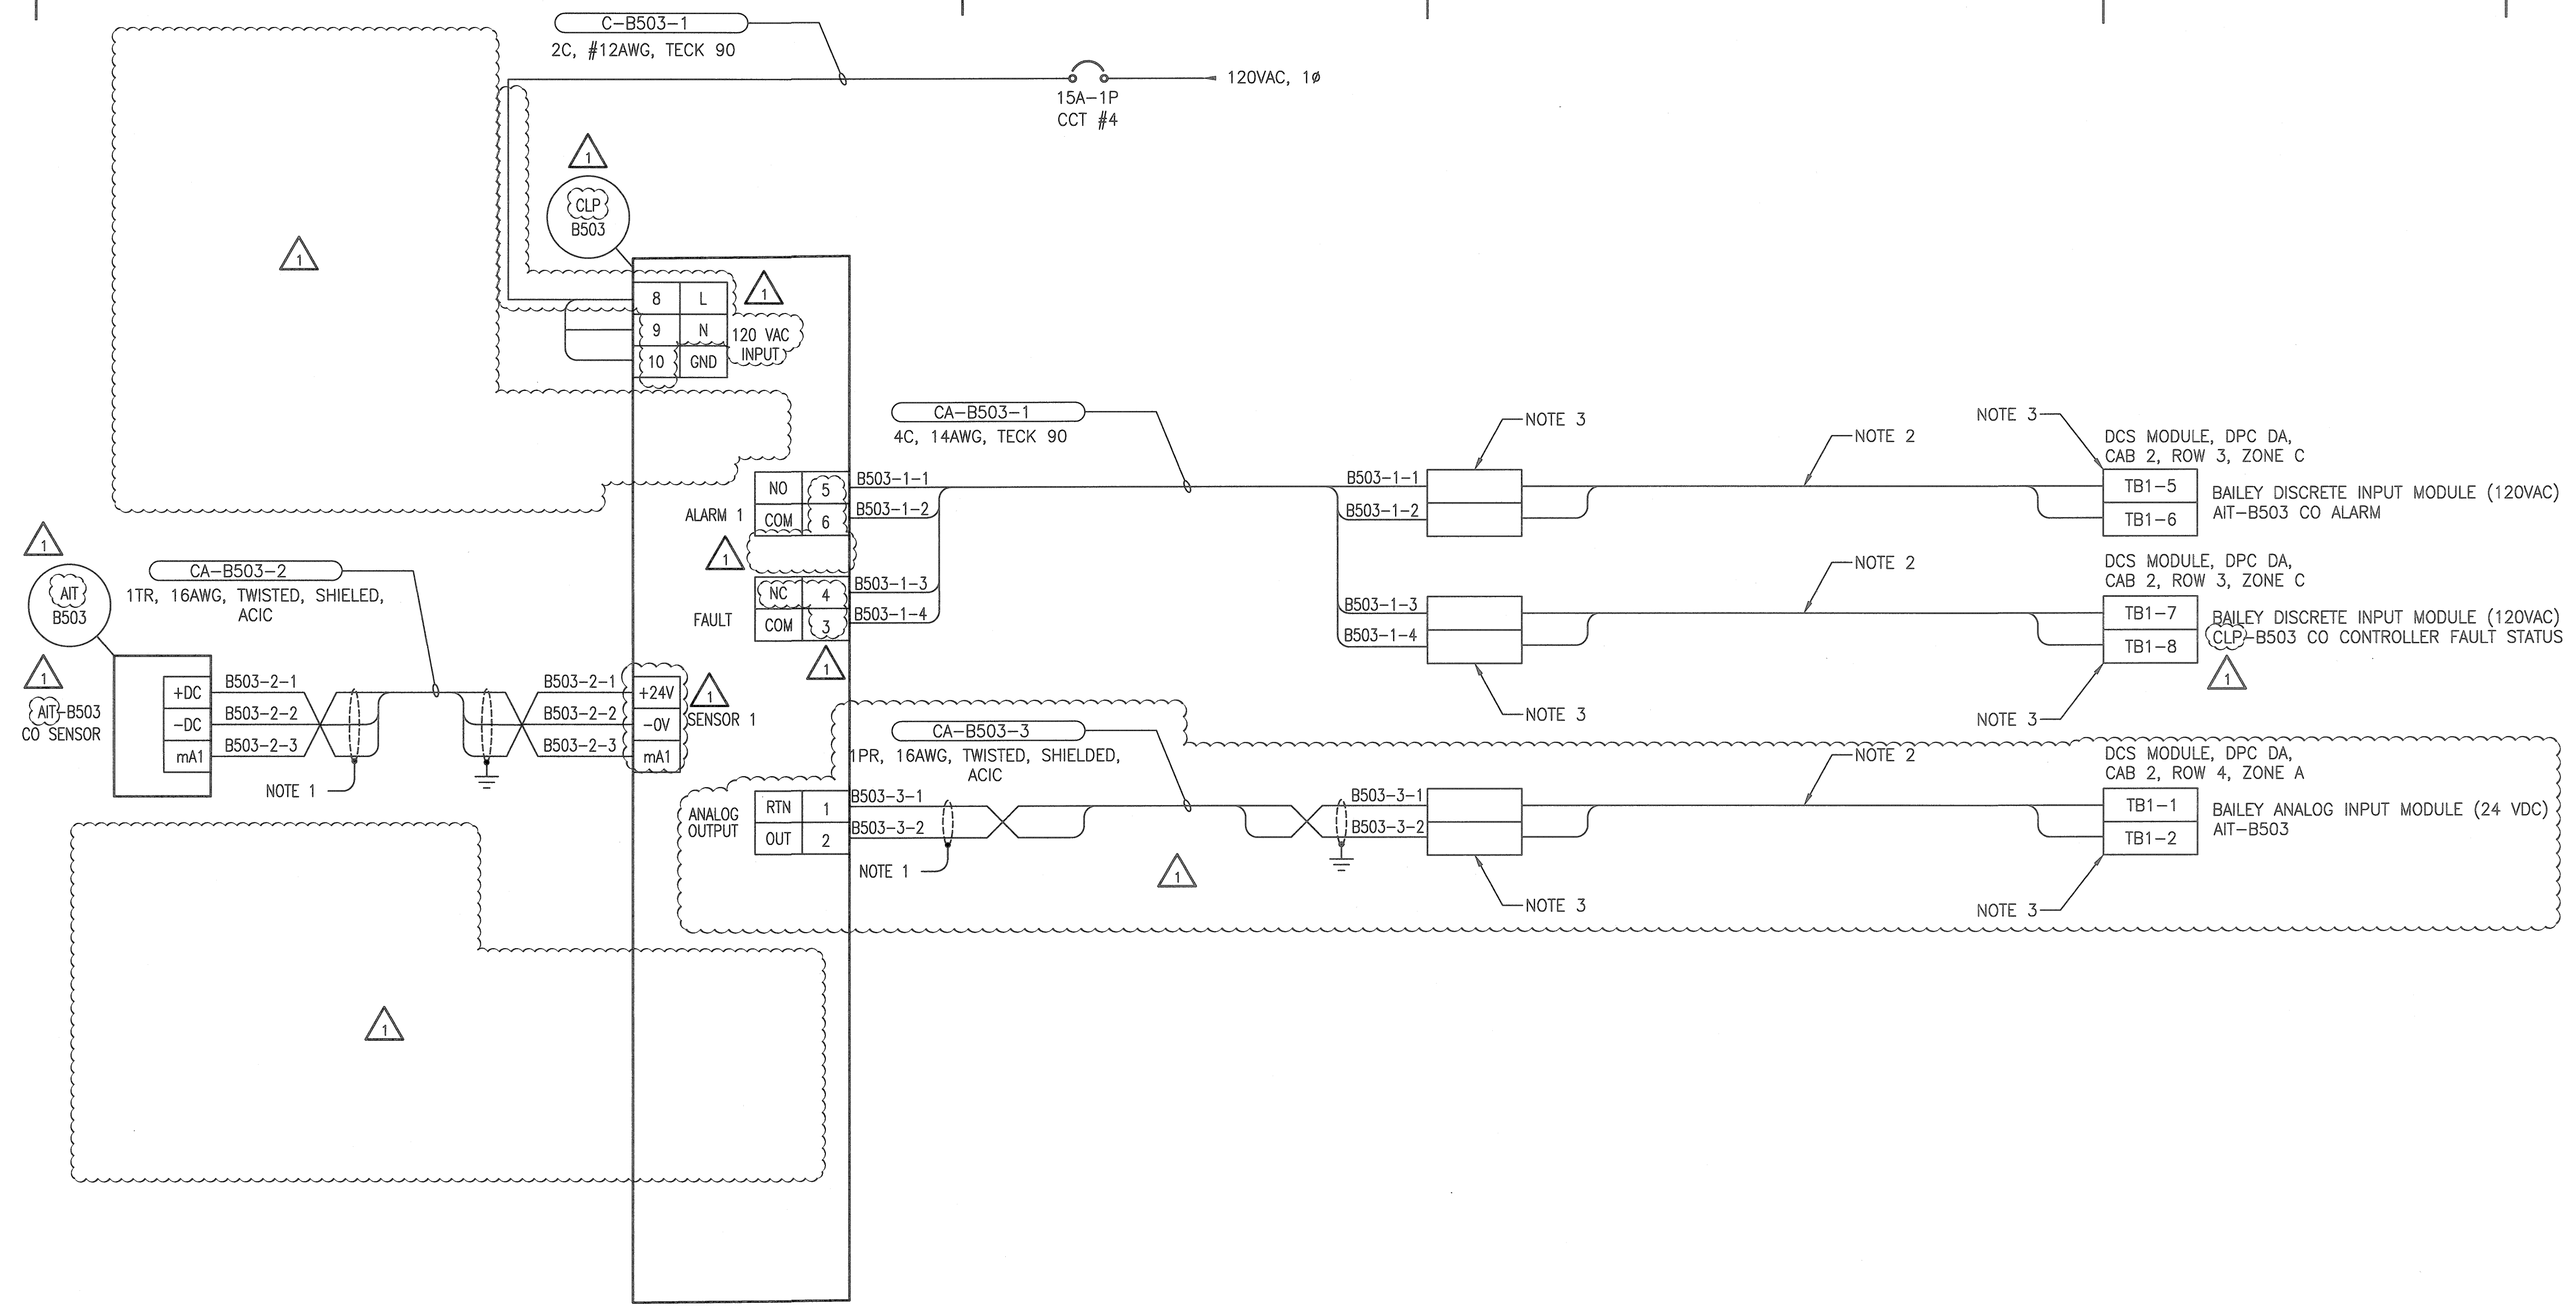 C-B503-1
2C, #12AWG, TECK 90
120VAC, 1ø
15A-1P
CCT #4
1
CLP
B503
1
1
8 L
9 N
10 GND
120 VAC
INPUT
CA-B503-1
4C, 14AWG, TECK 90
NOTE 3
NOTE 2
NOTE 3
DCS MODULE, DPC DA,
CAB 2, ROW 3, ZONE C
ALARM 1
NO 5
COM 6
B503-1-1
B503-1-2
B503-1-1
B503-1-2
TB1-5
TB1-6
BAILEY DISCRETE INPUT MODULE (120VAC)
AIT-B503 CO ALARM
1
FAULT
NC 4
COM 3
B503-1-3
B503-1-4
B503-1-3
B503-1-4
NOTE 2
DCS MODULE, DPC DA,
CAB 2, ROW 3, ZONE C
TB1-7
TB1-8
BAILEY DISCRETE INPUT MODULE (120VAC)
CLP-B503 CO CONTROLLER FAULT STATUS
1
1
NOTE 3
NOTE 3
1
AIT
B503
CA-B503-2
1TR, 16AWG, TWISTED, SHIELED,
ACIC
1
AIT-B503
CO SENSOR
+DC
-DC
mA1
B503-2-1
B503-2-2
B503-2-3
NOTE 1
B503-2-1
B503-2-2
B503-2-3
+24V
-0V
mA1
1
SENSOR 1
CA-B503-3
1PR, 16AWG, TWISTED, SHIELDED,
ACIC
NOTE 2
DCS MODULE, DPC DA,
CAB 2, ROW 4, ZONE A
ANALOG
OUTPUT
RTN 1
OUT 2
B503-3-1
B503-3-2
NOTE 1
1
B503-3-1
B503-3-2
TB1-1
TB1-2
BAILEY ANALOG INPUT MODULE (24 VDC)
AIT-B503
NOTE 3
NOTE 3
1